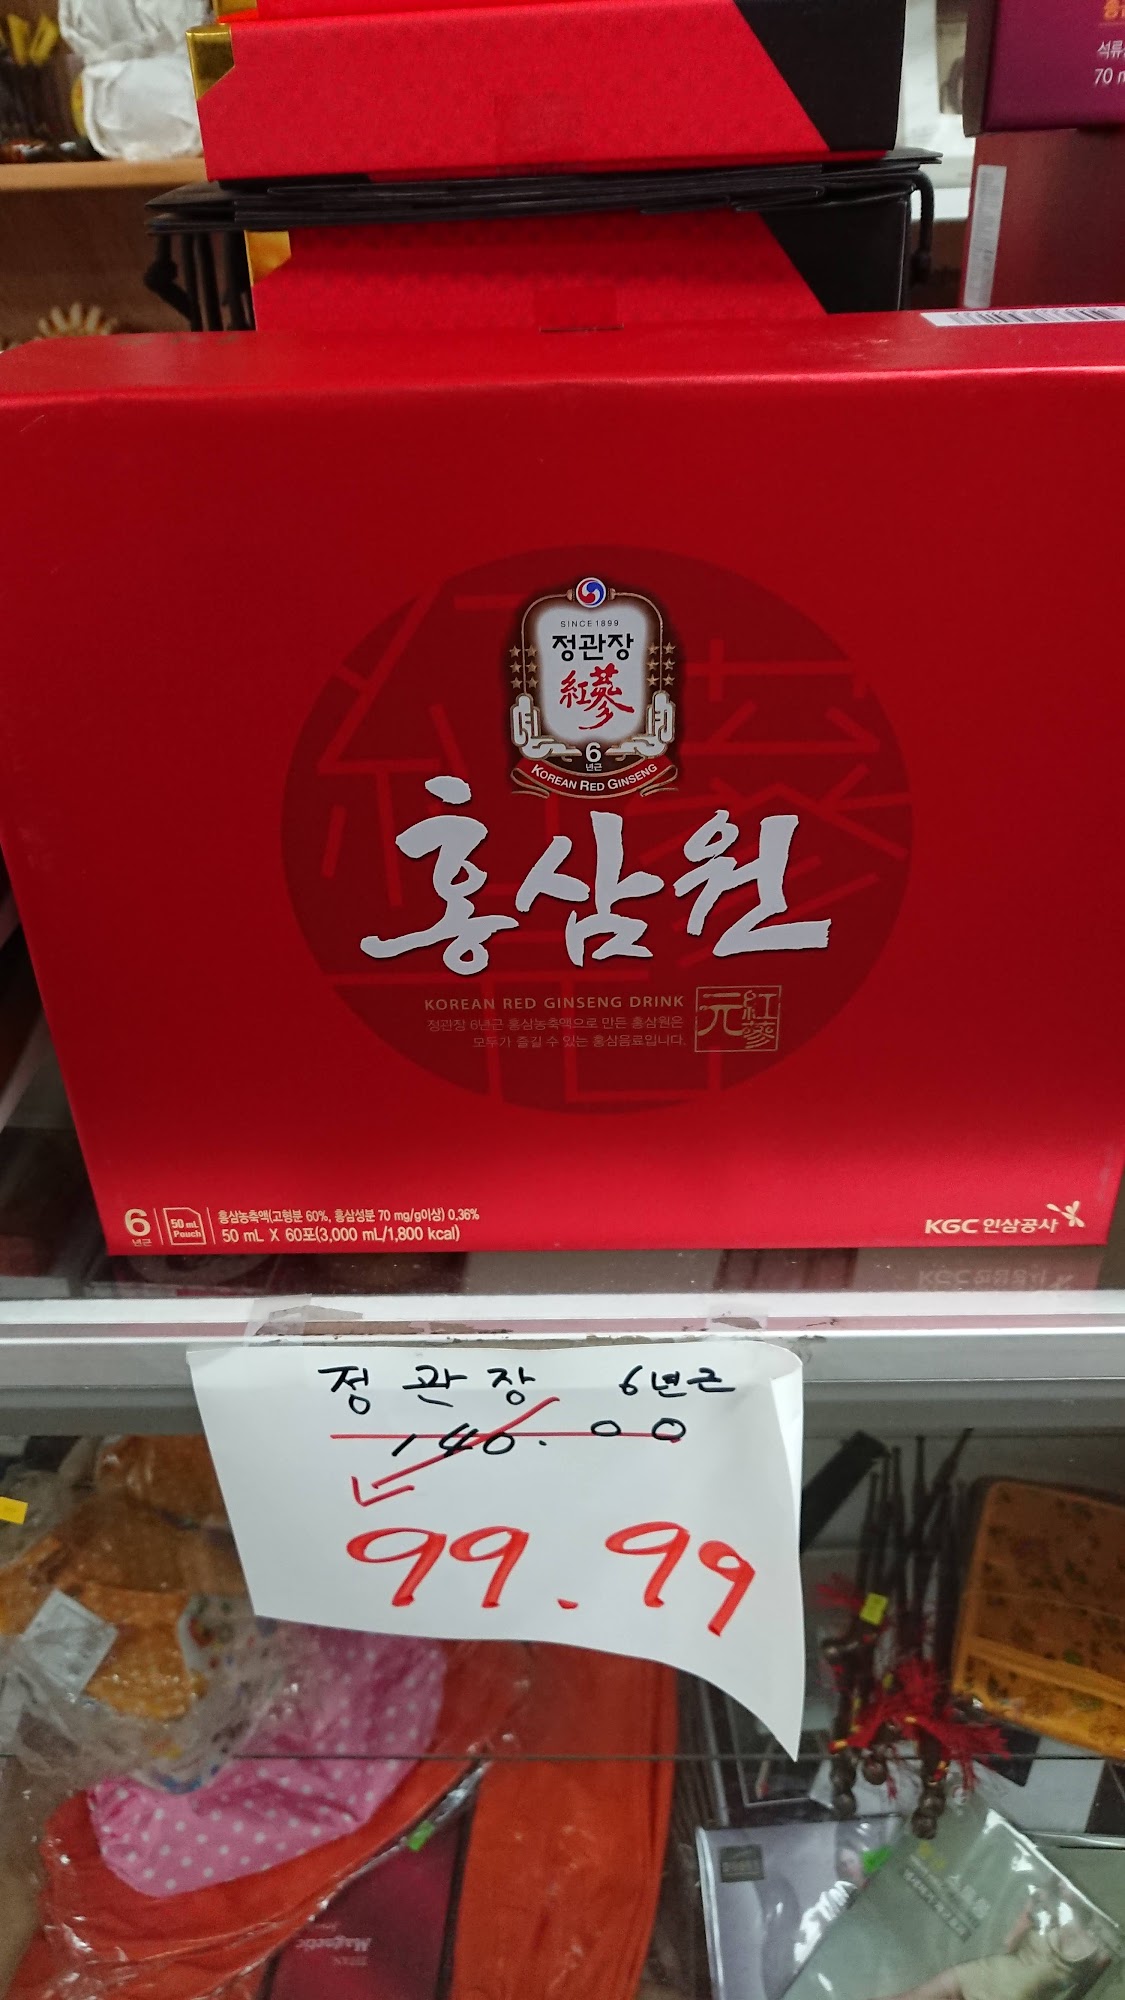 석류
70 m
SINCE 1899
정관장
紅蔘
6
년근
KOREAN RED GINSENG
홍삼원
KOREAN RED GINSENG DRINK
정관장 6년근 홍삼농축액으로 만든 홍삼원은
모두가 즐길 수 있는 홍삼음료입니다.
元 紅蔘
6
년근
50 mL
Pouch
홍삼농축액(고형분 60%, 홍삼성분 70 mg/g이상) 0.36%
50 mL X 60포(3,000 mL/1,800 kcal)
KGC 인삼공사
정관장 6년근
140.00
99.99
Magnetic